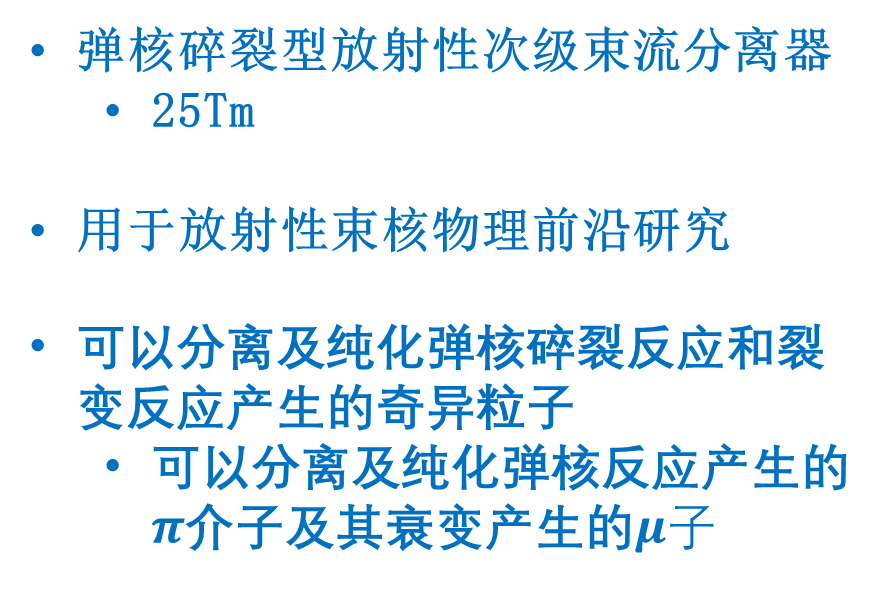 • 弹核碎裂型放射性次级束流分离器
• 25Tm
• 用于放射性束核物理前沿研究
• 可以分离及纯化弹核碎裂反应和裂
变反应产生的奇异粒子
• 可以分离及纯化弹核反应产生的
π介子及其衰变产生的μ子